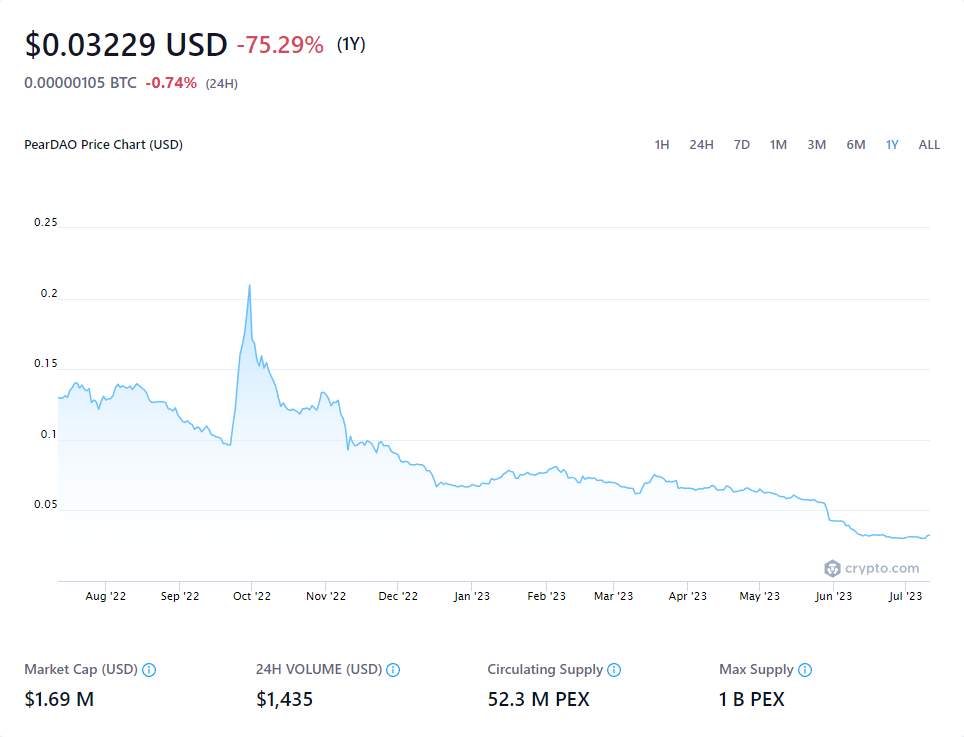 $0.03229 USD -75.29% (1Y)
0.00000105 BTC -0.74% (24H)
PearDAO Price Chart (USD) 1H 24H 7D 1M 3M 6M 1Y ALL
0.25
0.2
0.15
0.1
0.05
crypto.com
Aug '22 Sep '22 Oct '22 Nov '22 Dec '22 Jan '23 Feb '23 Mar '23 Apr '23 May '23 Jun '23 Jul '23
Market Cap (USD) 24H VOLUME (USD) Circulating Supply Max Supply
$1.69 M $1,435 52.3 M PEX 1 B PEX